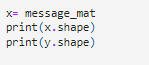 x= message_mat
print(x.shape)
print(y.shape)